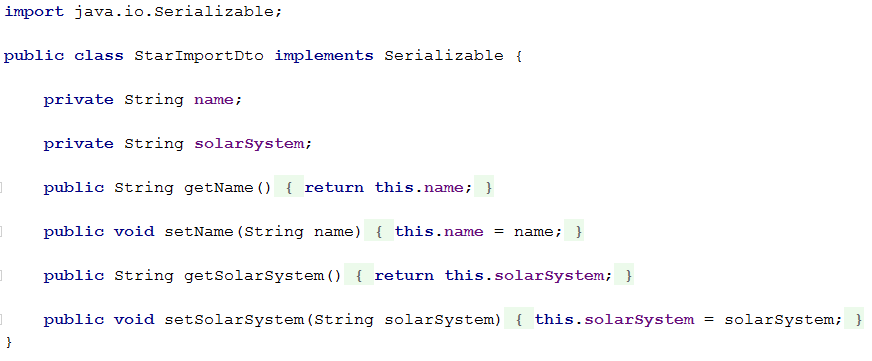 import java.io.Serializable;
public class StarImportDto implements Serializable {
private String name;
private String solarSystem;
public String getName() { return this.name; }
public void setName(String name) { this.name = name; }
public String getSolarSystem() { return this.solarSystem; }
public void setSolarSystem(String solarSystem) { this.solarSystem = solarSystem; }
}